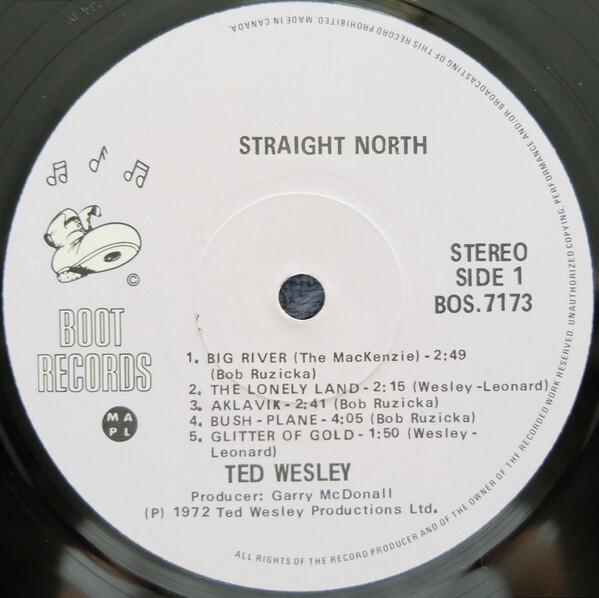 STRAIGHT NORTH
©
BOOT
RECORDS
MA
PL
STEREO
SIDE 1
BOS.7173
1. BIG RIVER (The MacKenzie) - 2:49
(Bob Ruzicka)
2. THE LONELY LAND - 2:15 (Wesley-Leonard)
3. AKLAVIK - 2:41 (Bob Ruzicka)
4. BUSH - PLANE - 4:05 (Bob Ruzicka)
5. GLITTER OF GOLD - 1:50 (Wesley-
Leonard)
TED WESLEY
Producer: Garry McDonall
(P) 1972 Ted Wesley Productions Ltd.
ALL RIGHTS OF THE RECORD PRODUCER AND OF THE OWNER OF THE RECORDED WORK RESERVED. UNAUTHORIZED COPYING, PERFORMANCE AND/OR BROADCASTING OF THIS RECORD PROHIBITED. MADE IN CANADA.